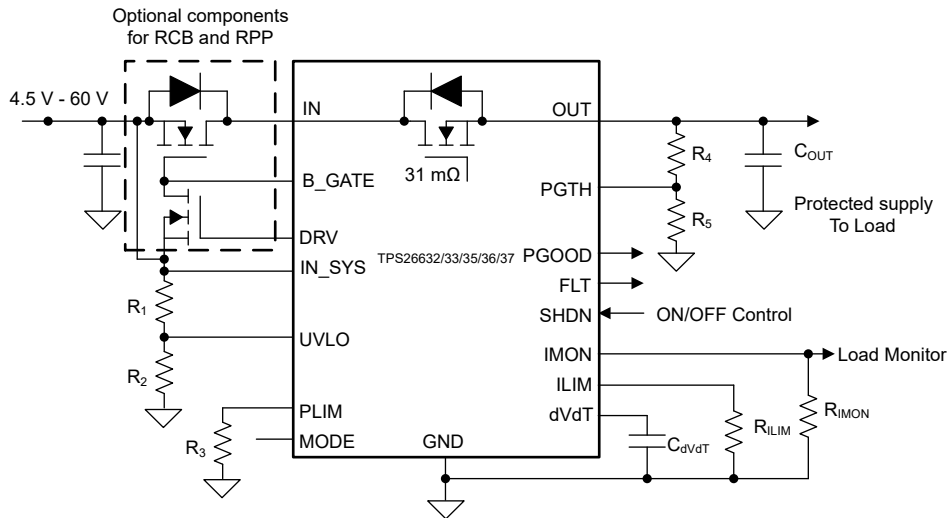 Optional components
for RCB and RPP
4.5 V - 60 V
IN
OUT
31 mΩ
R4
COUT
B_GATE
PGTH
R5
Protected supply
To Load
DRV
TPS26632/33/35/36/37
PGOOD
IN_SYS
FLT
R1
SHDN
ON/OFF Control
UVLO
IMON
Load Monitor
R2
ILIM
PLIM
dVdT
RILIM
RIMON
R3
MODE
GND
CdVdT